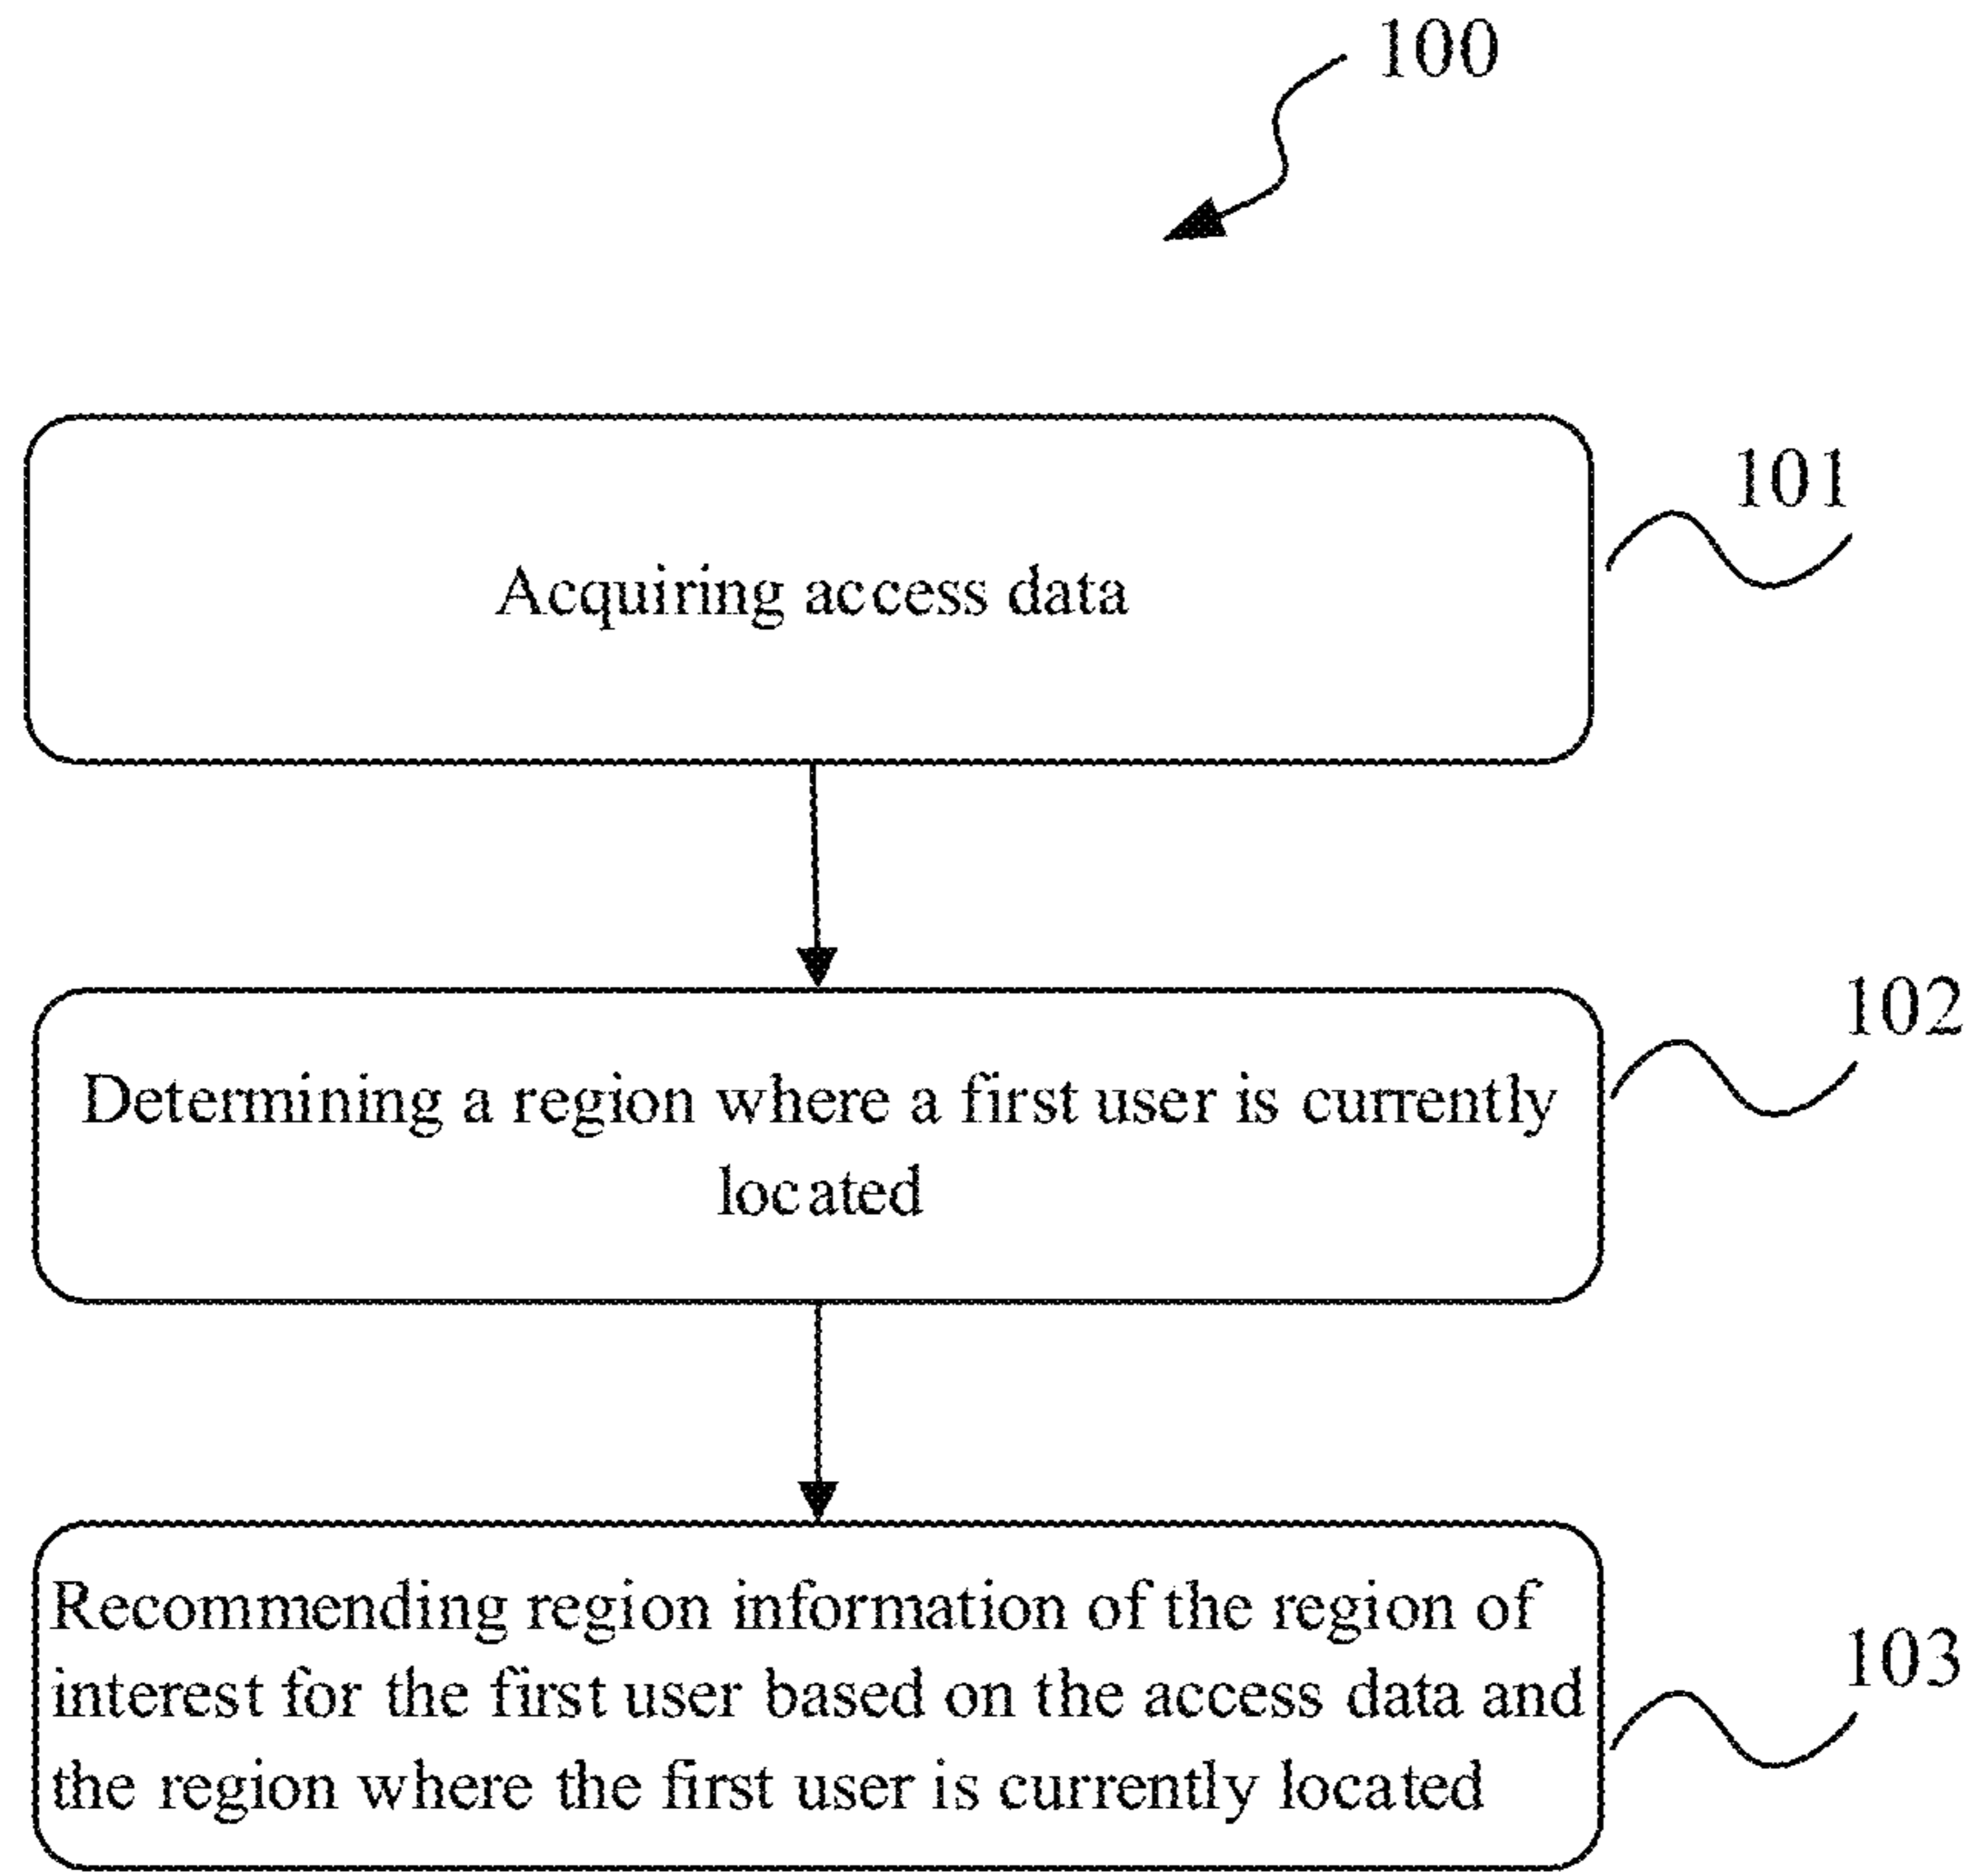 100
101
Acquiring access data
102
Determining a region where a first user is currently
located
Recommending region information of the region of
103
interest for the first user based on the access data and
the region where the first user is currently located